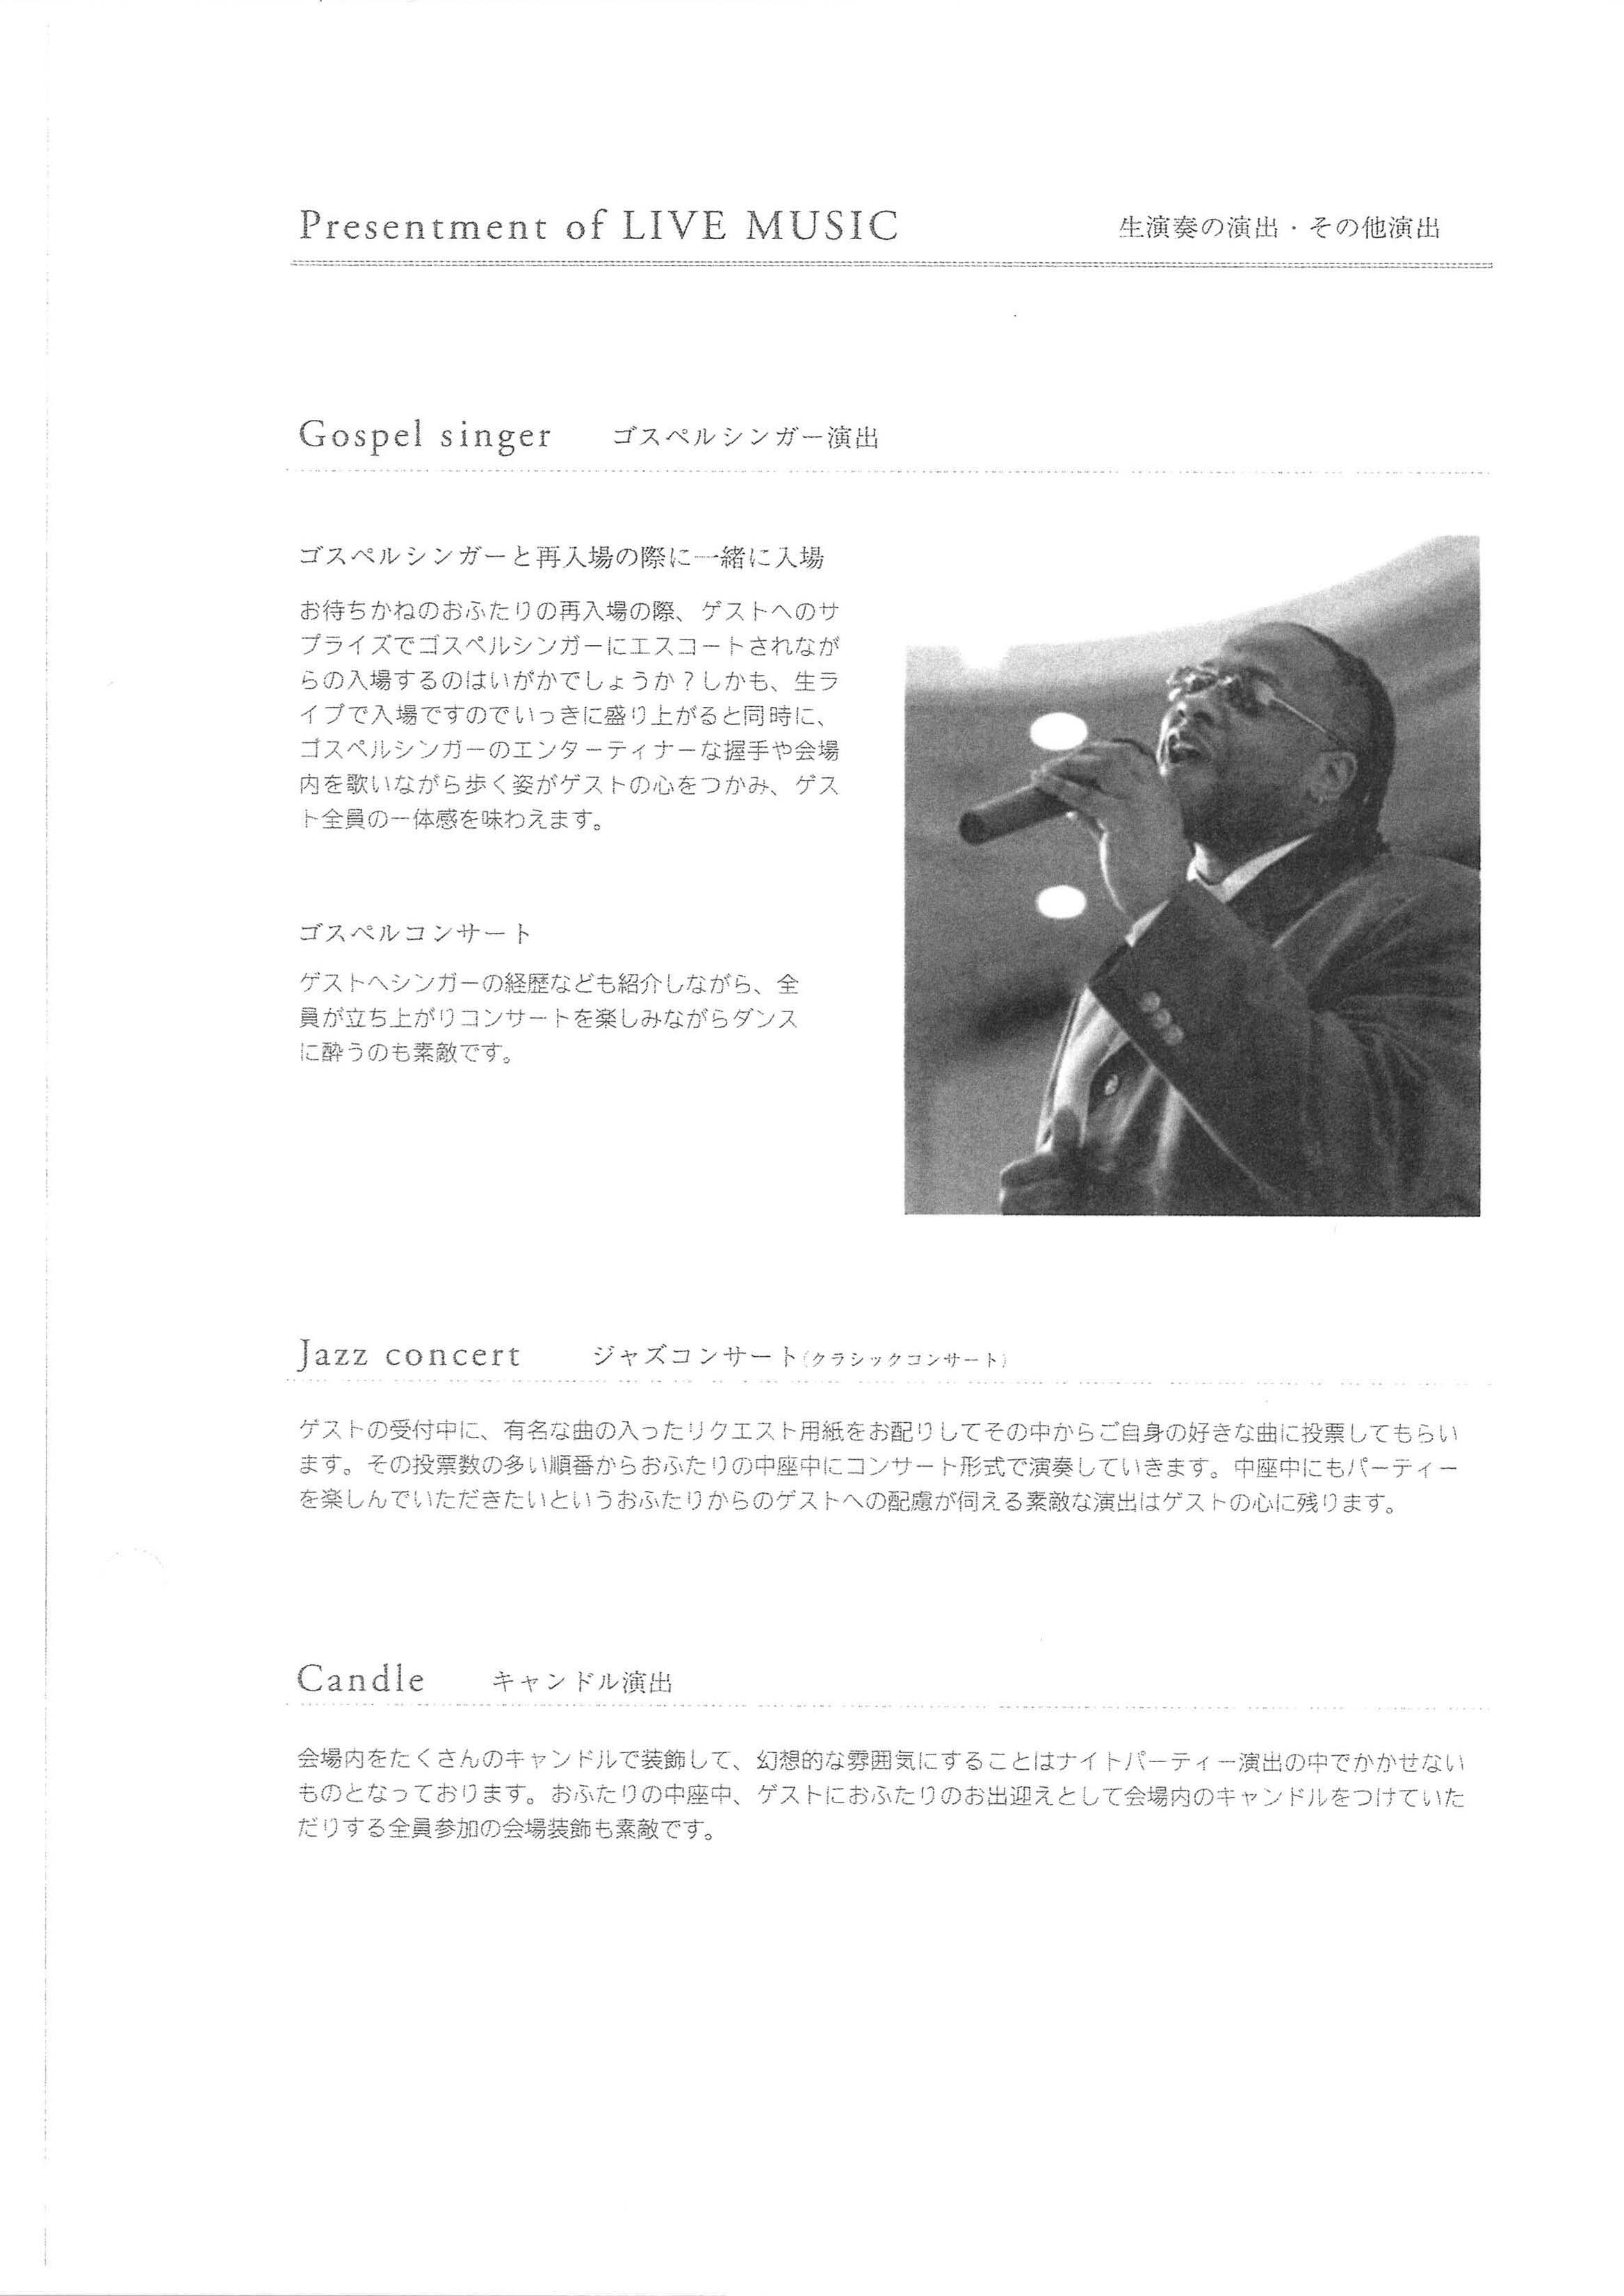 Presentment of LIVE MUSIC 生演奏の演出・その他演出
Gospel singer ゴスペルシンガー演出
ゴスペルシンガーと再入場の際に一緒に入場
お待ちかねのおふたりの再入場の際、ゲストへのサ
プライズでゴスペルシンガーにエスコートされなが
らの入場するのはいがかでしょうか？しかも、生ラ
イブで入場ですのでいっきに盛り上がると同時に、
ゴスペルシンガーのエンターティナーな握手や会場
内を歌いながら歩く姿がゲストの心をつかみ、ゲス
ト全員の一体感を味わえます。
ゴスペルコンサート
ゲストへシンガーの経歴なども紹介しながら、全
員が立ち上がりコンサートを楽しみながらダンス
に酔うのも素敵です。
Jazz concert ジャズコンサート(クラシックコンサート)
ゲストの受付中に、有名な曲の入ったリクエスト用紙をお配りしてその中からご自身の好きな曲に投票してもらい
ます。その投票数の多い順番からおふたりの中座中にコンサート形式で演奏していきます。中座中にもパーティー
を楽しんでいただきたいというおふたりからのゲストへの配慮が伺える素敵な演出はゲストの心に残ります。
Candle キャンドル演出
会場内をたくさんのキャンドルで装飾して、幻想的な雰囲気にすることはナイトパーティー演出の中でかかせない
ものとなっております。おふたりの中座中、ゲストにおふたりのお出迎えとして会場内のキャンドルをつけていた
だりする全員参加の会場装飾も素敵です。